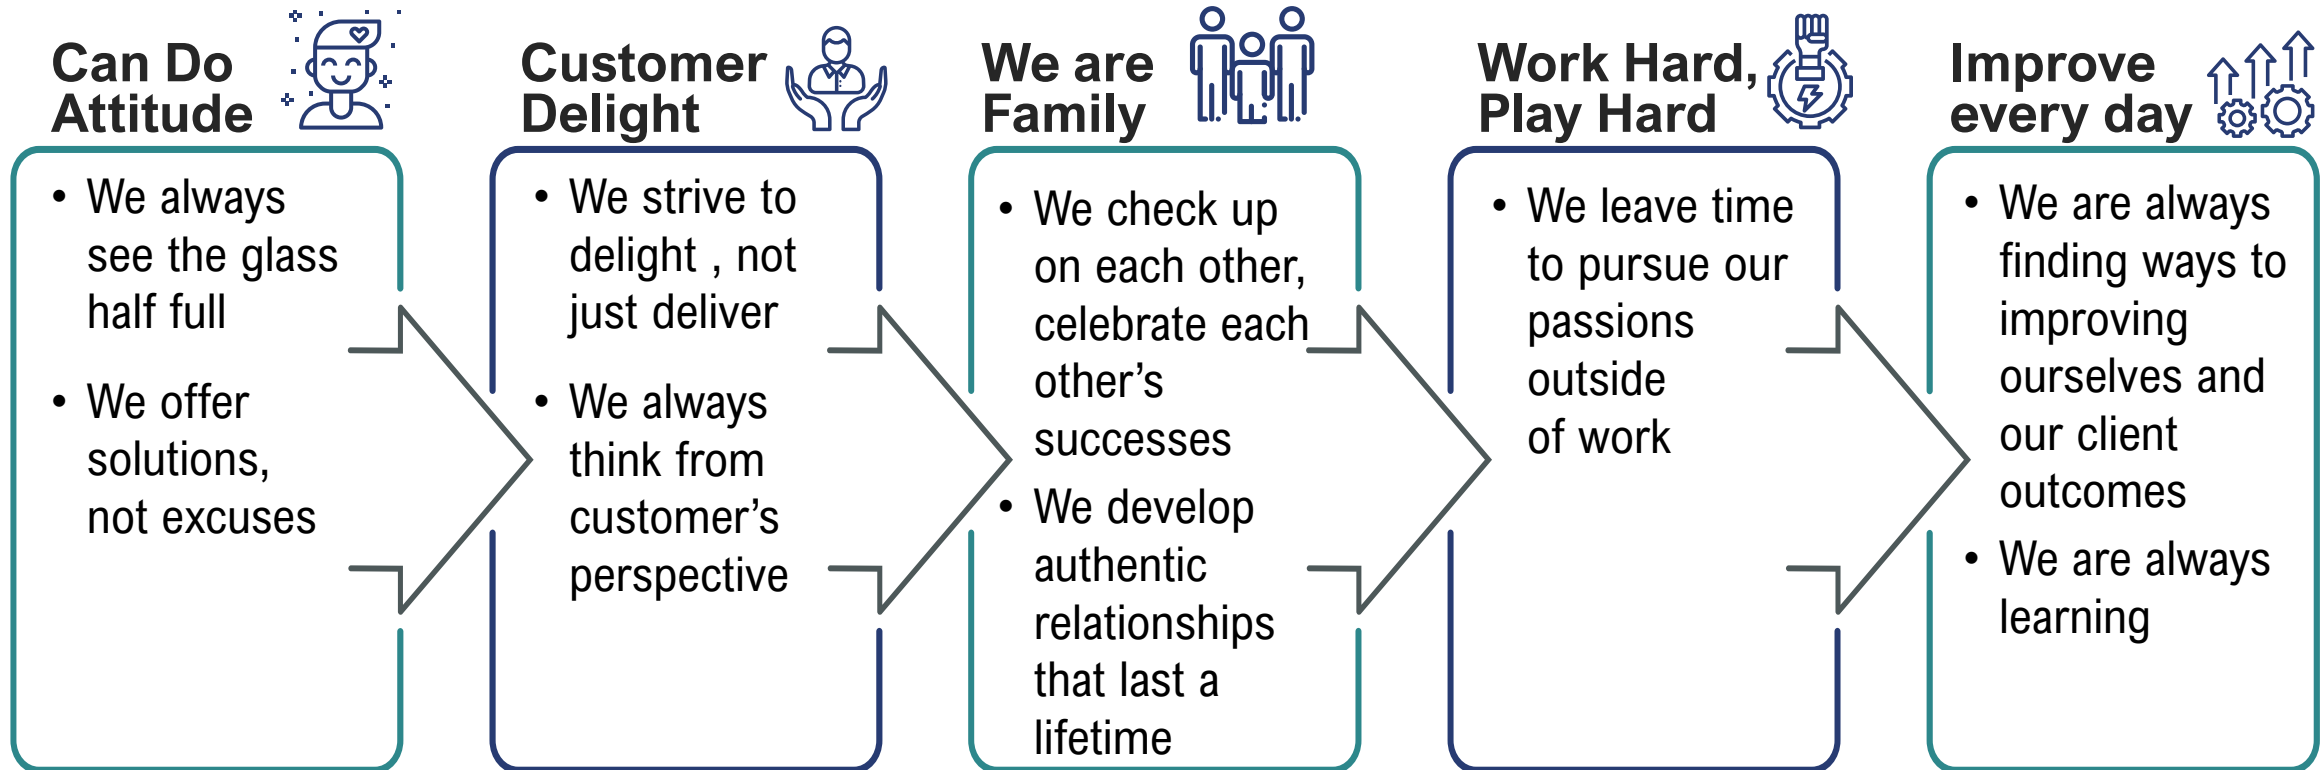 Can Do
Attitude
• We always
see the glass
half full
• We offer
solutions,
not excuses
Customer
Delight
• We strive to
delight , not
just deliver
• We always
think from
customer’s
perspective
We are
Family
• We check up
on each other,
celebrate each
other’s
successes
• We develop
authentic
relationships
that last a
lifetime
Work Hard,
Play Hard
• We leave time
to pursue our
passions
outside
of work
Improve
every day
• We are always
finding ways to
improving
ourselves and
our client
outcomes
• We are always
learning